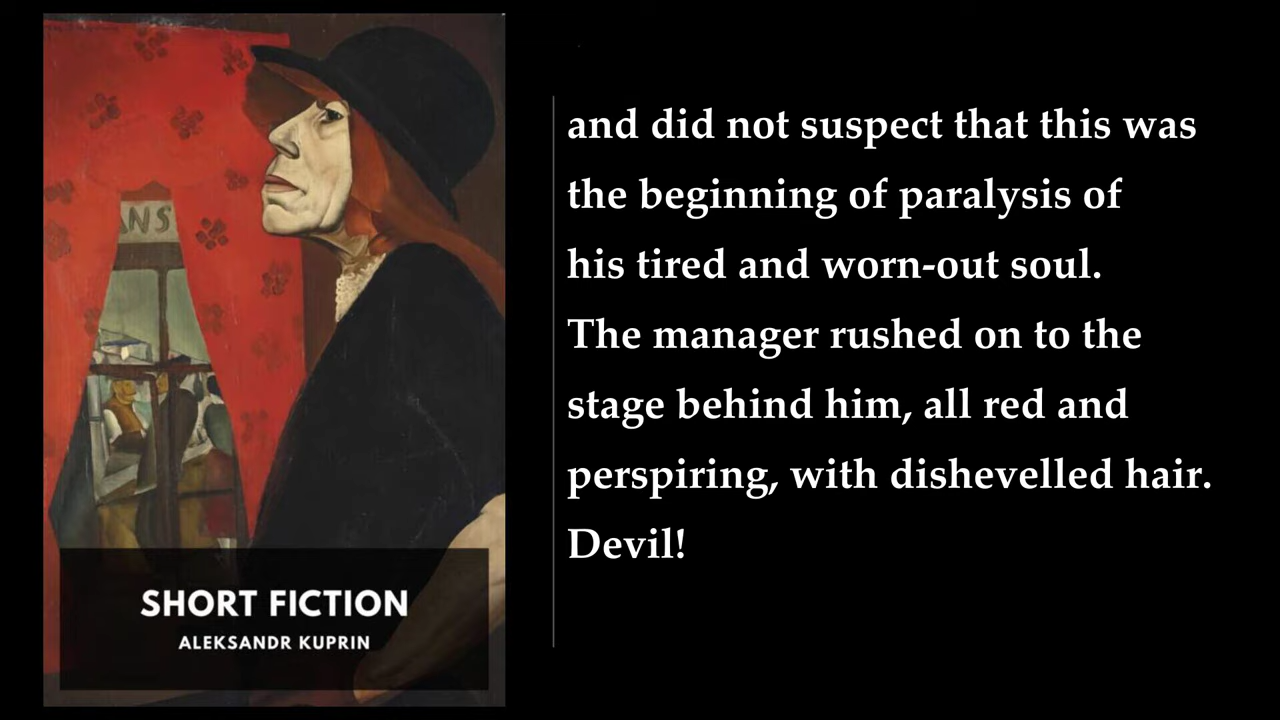 ANS
SHORT FICTION
ALEKSANDR KUPRIN
and did not suspect that this was
the beginning of paralysis of
his tired and worn-out soul.
The manager rushed on to the
stage behind him, all red and
perspiring, with dishevelled hair.
Devil!